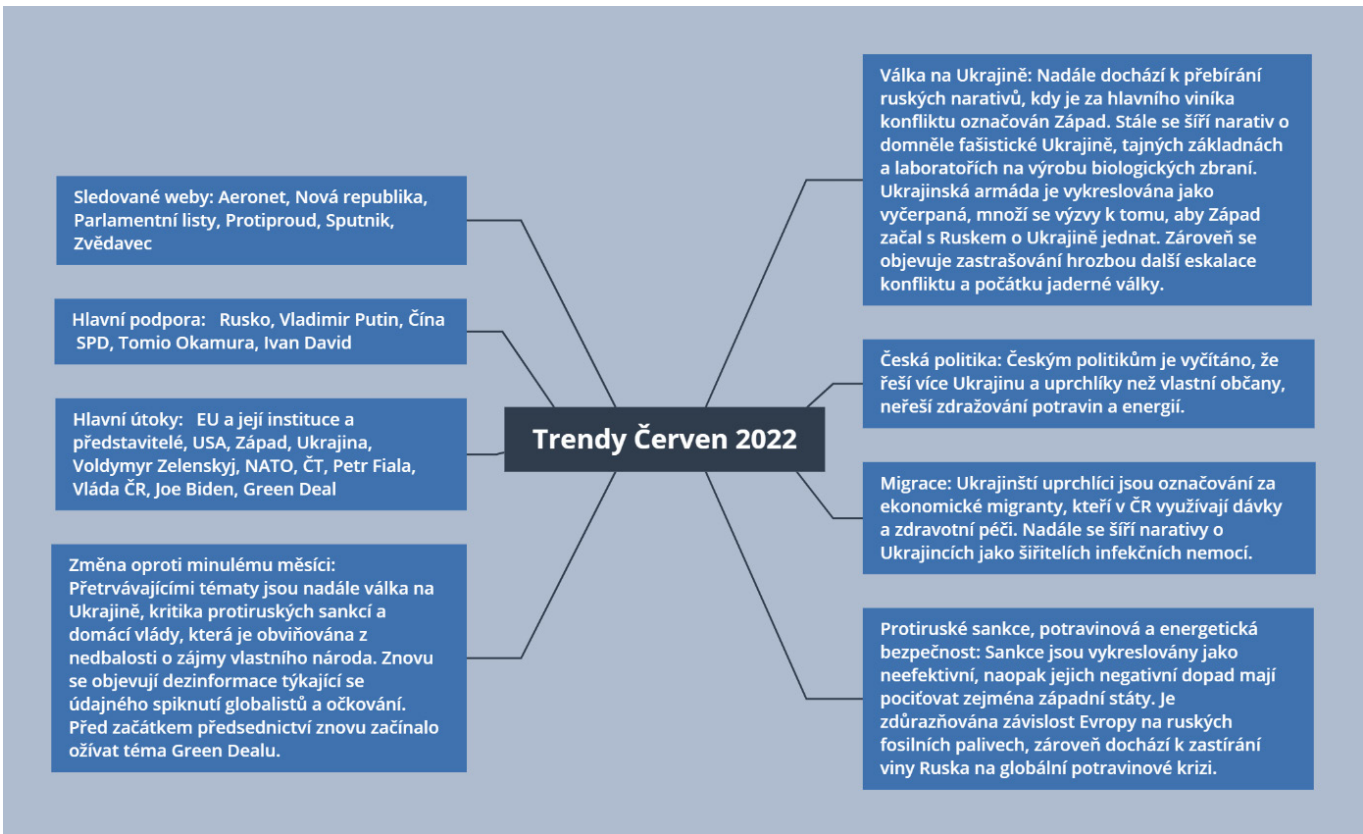 Sledované weby: Aeronet, Nová republika,
Parlamentní listy, Protiproud, Sputnik,
Zvědavec
Hlavní podpora: Rusko, Vladimir Putin, Čína
SPD, Tomio Okamura, Ivan David
Hlavní útoky: EU a její instituce a
představitelé, USA, Západ, Ukrajina,
Voldymyr Zelenskyj, NATO, ČT, Petr Fiala,
Vláda ČR, Joe Biden, Green Deal
Změna oproti minulému měsíci:
Přetrvávajícími tématy jsou nadále válka na
Ukrajině, kritika protiruských sankcí a
domácí vlády, která je obviňována z
nedbalosti o zájmy vlastního národa. Znovu
se objevují dezinformace týkající se
údajného spiknutí globalistů a očkování.
Před začátkem předsednictví znovu začínalo
ožívat téma Green Dealu.
Trendy Červen 2022
Válka na Ukrajině: Nadále dochází k přebírání
ruských narativů, kdy je za hlavního viníka
konfliktu označován Západ. Stále se šíří narativ o
domněle fašistické Ukrajině, tajných základnách
a laboratořích na výrobu biologických zbraní.
Ukrajinská armáda je vykreslována jako
vyčerpaná, množí se výzvy k tomu, aby Západ
začal s Ruskem o Ukrajině jednat. Zároveň se
objevuje zastrašování hrozbou další eskalace
konfliktu a počátku jaderné války.
Česká politika: Českým politikům je vyčítáno, že
řeší více Ukrajinu a uprchlíky než vlastní občany,
neřeší zdražování potravin a energií.
Migrace: Ukrajinští uprchlíci jsou označování za
ekonomické migranty, kteří v ČR využívají dávky
a zdravotní péči. Nadále se šíří narativy o
Ukrajincích jako šiřitelích infekčních nemocí.
Protiruské sankce, potravinová a energetická
bezpečnost: Sankce jsou vykreslovány jako
neefektivní, naopak jejich negativní dopad mají
pociťovat zejména západní státy. Je
zdůrazňována závislost Evropy na ruských
fosilních palivech, zároveň dochází k zastírání
viny Ruska na globální potravinové krizi.